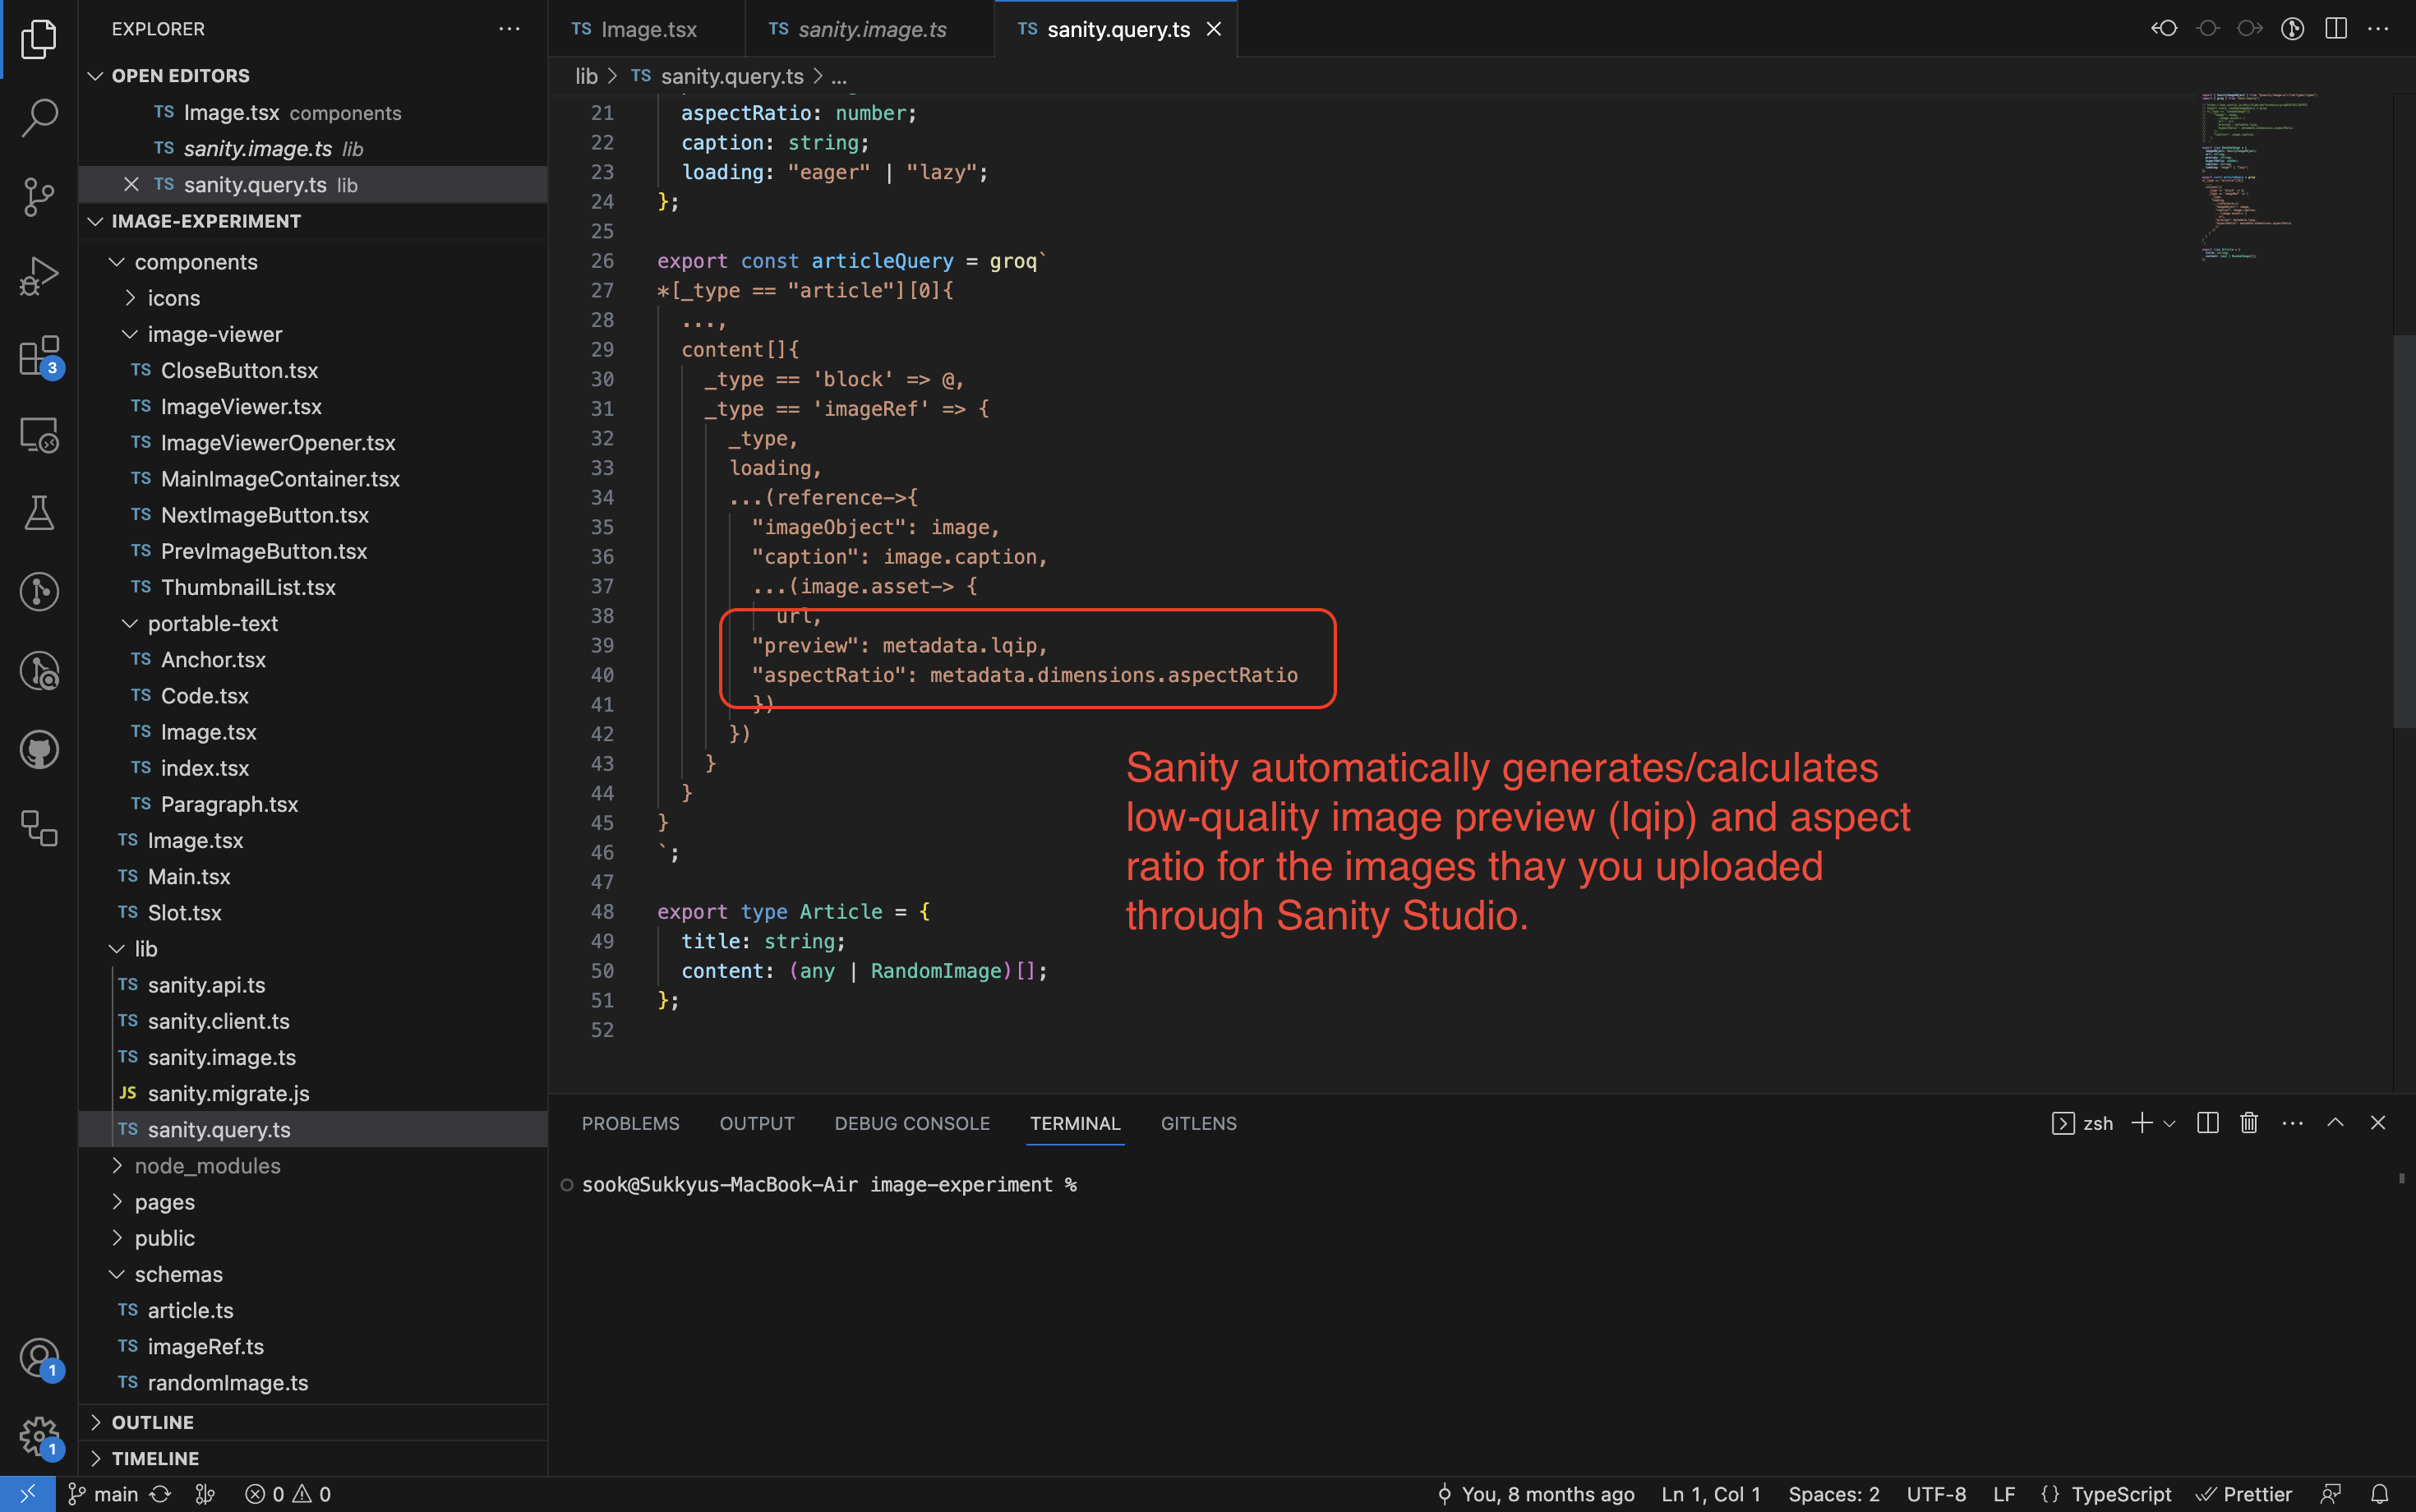 EXPLORER
OPEN EDITORS
TS Image.tsx components
TS sanity.image.ts lib
TS sanity.query.ts lib
IMAGE-EXPERIMENT
components
icons
image-viewer
TS CloseButton.tsx
TS ImageViewer.tsx
TS ImageViewerOpener.tsx
TS MainImageContainer.tsx
TS NextImageButton.tsx
TS PrevImageButton.tsx
TS ThumbnailList.tsx
portable-text
TS Anchor.tsx
TS Code.tsx
TS Image.tsx
TS index.tsx
TS Paragraph.tsx
TS Image.tsx
TS Main.tsx
TS Slot.tsx
lib
TS sanity.api.ts
TS sanity.client.ts
TS sanity.image.ts
JS sanity.migrate.js
TS sanity.query.ts
node_modules
pages
public
schemas
TS article.ts
TS imageRef.ts
TS randomImage.ts
OUTLINE
TIMELINE
3
1
1
TS Image.tsx TS sanity.image.ts TS sanity.query.ts
lib > TS sanity.query.ts > ...
21 aspectRatio: number;
22 caption: string;
23 loading: "eager" | "lazy";
24 };
25
26 export const articleQuery = groq`
27 *[_type == "article"][0]{
28 ...,
29 content[]{
30 _type == 'block' => @,
31 _type == 'imageRef' => {
32 _type,
33 loading,
34 ...(reference->{
35 "imageObject": image,
36 "caption": image.caption,
37 ...(image.asset-> {
38 url,
39 "preview": metadata.lqip,
40 "aspectRatio": metadata.dimensions.aspectRatio
41 })
42 })
43 }
44 }
45 }
46 `;
47
48 export type Article = {
49 title: string;
50 content: (any | RandomImage)[];
51 };
52
Sanity automatically generates/calculates
low-quality image preview (lqip) and aspect
ratio for the images thay you uploaded
through Sanity Studio.
PROBLEMS OUTPUT DEBUG CONSOLE TERMINAL GITLENS
zsh
sook@Sukkyus-MacBook-Air image-experiment %
main 0 0 You, 8 months ago Ln 1, Col 1 Spaces: 2 UTF-8 LF {} TypeScript Prettier